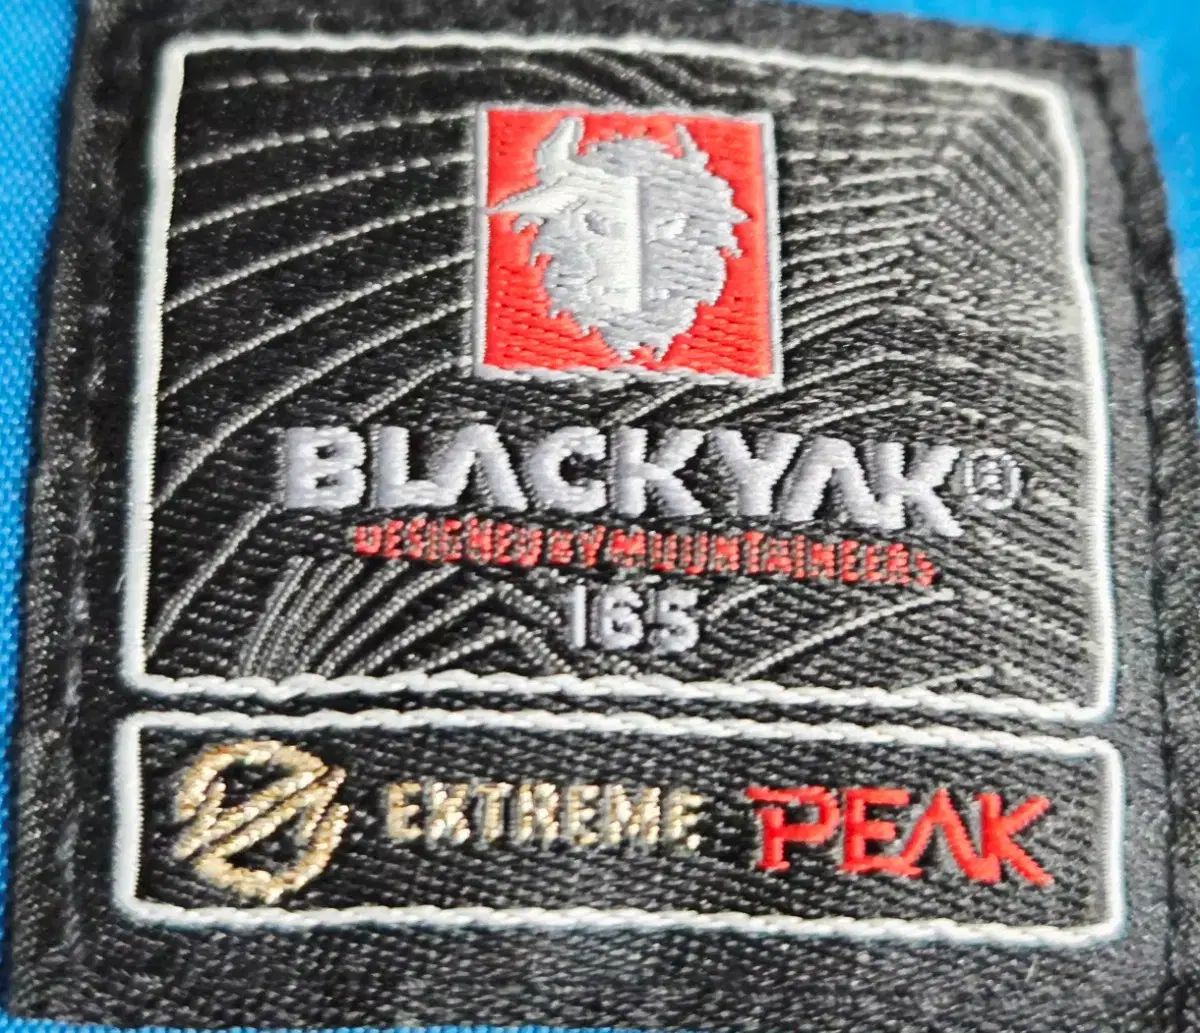 BLACKYAK®
DESIGNED BY MOUNTAINEERS
165
EXTREME PEAK